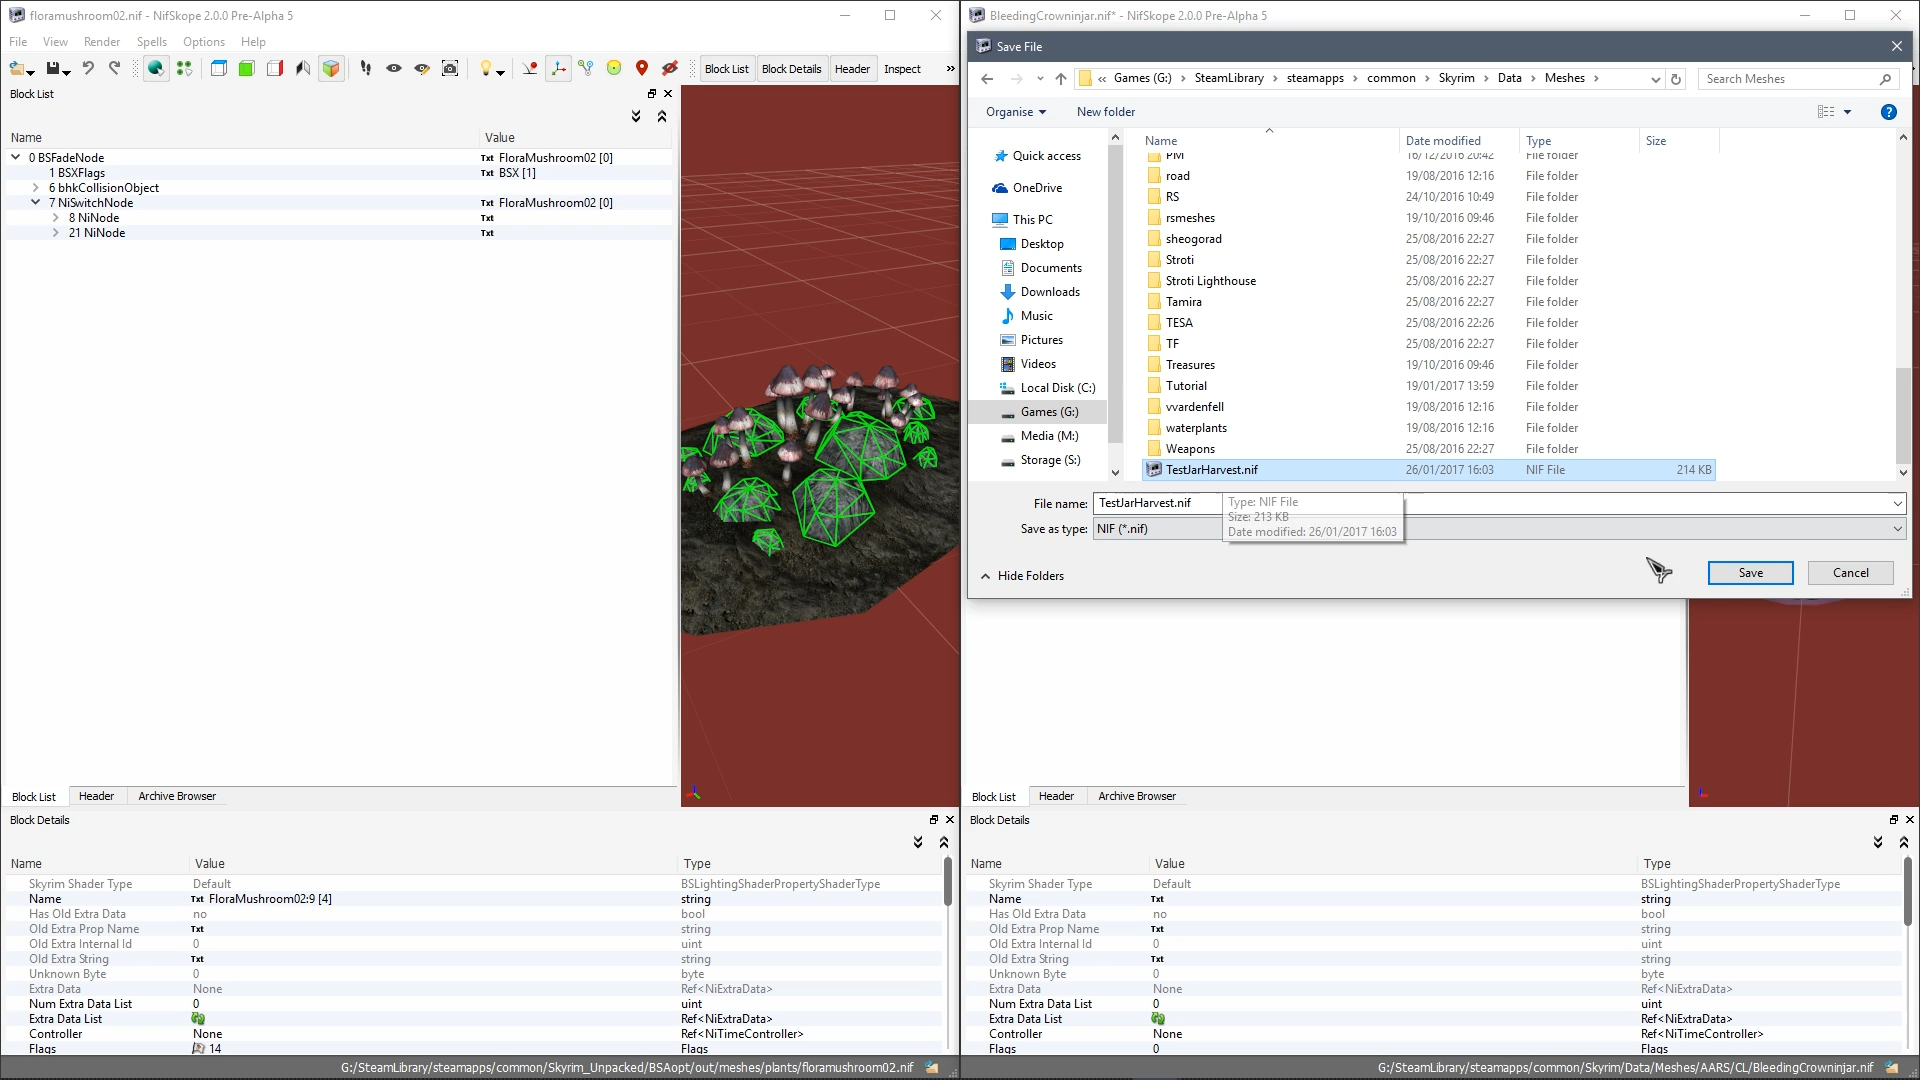 floramushroom02.nif - NifSkope 2.0.0 Pre-Alpha 5
File View Render Spells Options Help
Block List Block Details Header Inspect »
Block List
Name Value
0 BSFadeNode Txt FloraMushroom02 [0]
1 BSXFlags Txt BSX [1]
6 bhkCollisionObject
7 NiSwitchNode Txt FloraMushroom02 [0]
8 NiNode Txt
21 NiNode Txt
Block List Header Archive Browser
Block Details
Name Value Type
Skyrim Shader Type Default BSLightingShaderPropertyShaderType
Name Txt FloraMushroom02:9 [4] string
Has Old Extra Data no bool
Old Extra Prop Name Txt string
Old Extra Internal Id 0 uint
Old Extra String Txt string
Unknown Byte 0 byte
Extra Data None Ref<NiExtraData>
Num Extra Data List 0 uint
Extra Data List Ref<NiExtraData>
Controller None Ref<NiTimeController>
Flags 14 Flags
G:/SteamLibrary/steamapps/common/Skyrim_Unpacked/BSAopt/out/meshes/plants/floramushroom02.nif
BleedingCrowninjar.nif* - NifSkope 2.0.0 Pre-Alpha 5
Save File
« Games (G:) > SteamLibrary > steamapps > common > Skyrim > Data > Meshes >
Search Meshes
Organise New folder
Quick access
OneDrive
This PC
Desktop
Documents
Downloads
Music
Pictures
Videos
Local Disk (C:)
Games (G:)
Media (M:)
Storage (S:)
Name Date modified Type Size
PM 16/12/2016 20:42 File folder
road 19/08/2016 12:16 File folder
RS 24/10/2016 10:49 File folder
rsmeshes 19/10/2016 09:46 File folder
sheogorad 25/08/2016 22:27 File folder
Stroti 25/08/2016 22:27 File folder
Stroti Lighthouse 25/08/2016 22:27 File folder
Tamira 25/08/2016 22:27 File folder
TESA 25/08/2016 22:26 File folder
TF 25/08/2016 22:27 File folder
Treasures 19/10/2016 09:46 File folder
Tutorial 19/01/2017 13:59 File folder
vvardenfell 19/08/2016 12:16 File folder
waterplants 19/08/2016 12:16 File folder
Weapons 25/08/2016 22:27 File folder
TestJarHarvest.nif 26/01/2017 16:03 NIF File 214 KB
File name: TestJarHarvest.nif
Save as type: NIF (*.nif)
Type: NIF File
Size: 213 KB
Date modified: 26/01/2017 16:03
Hide Folders
Save Cancel
Block List Header Archive Browser
Block Details
Name Value Type
Skyrim Shader Type Default BSLightingShaderPropertyShaderType
Name Txt string
Has Old Extra Data no bool
Old Extra Prop Name Txt string
Old Extra Internal Id 0 uint
Old Extra String Txt string
Unknown Byte 0 byte
Extra Data None Ref<NiExtraData>
Num Extra Data List 0 uint
Extra Data List Ref<NiExtraData>
Controller None Ref<NiTimeController>
Flags 0 Flags
G:/SteamLibrary/steamapps/common/Skyrim/Data/Meshes/AARS/CL/BleedingCrowninjar.nif